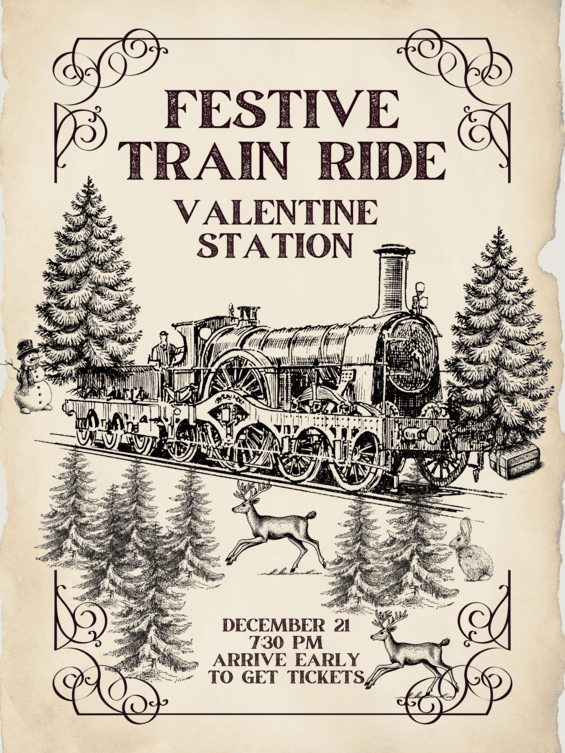 FESTIVE
TRAIN RIDE
VALENTINE
STATION
DECEMBER 21
7:30 PM
ARRIVE EARLY
TO GET TICKETS